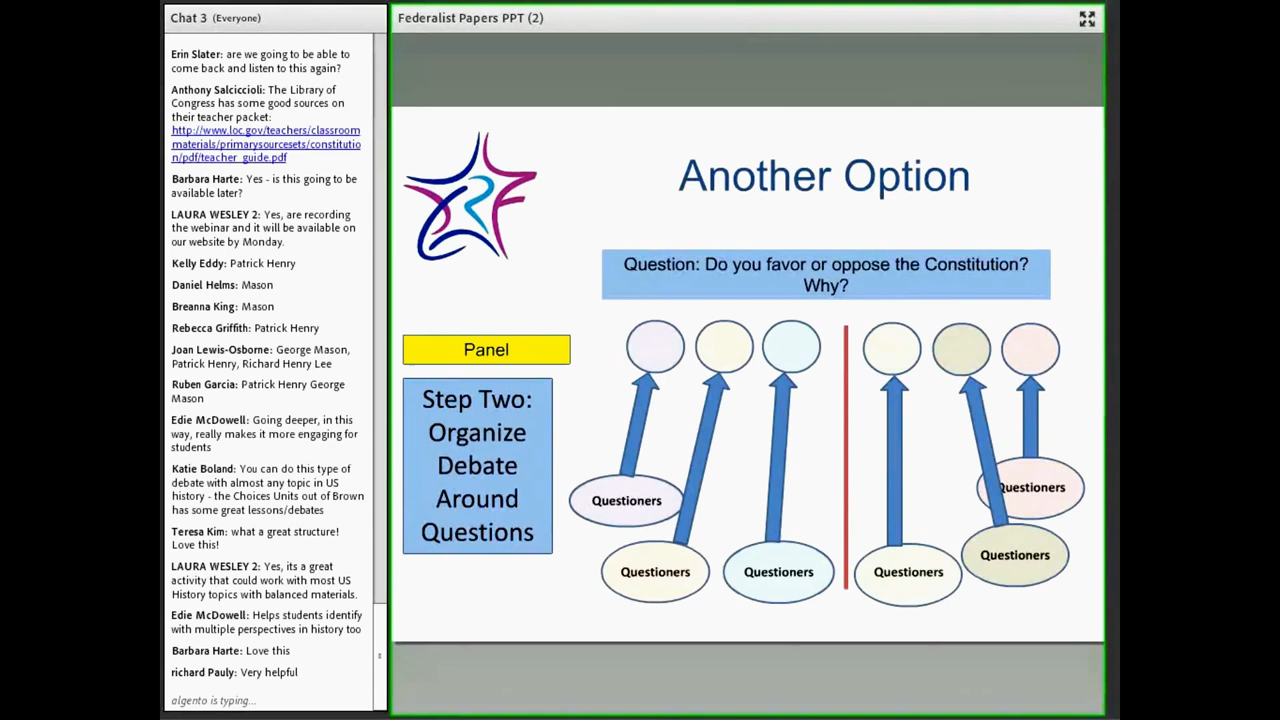 Chat 3 (Everyone)
Erin Slater: are we going to be able to
come back and listen to this again?
Anthony Salciccioli: The Library of
Congress has some good sources on
their teacher packet:
http://www.loc.gov/teachers/classroom
materials/primarysourcesets/constitutio
n/pdf/teacher_guide.pdf
Barbara Harte: Yes - is this going to be
available later?
LAURA WESLEY 2: Yes, are recording
the webinar and it will be available on
our website by Monday.
Kelly Eddy: Patrick Henry
Daniel Helms: Mason
Breanna King: Mason
Rebecca Griffith: Patrick Henry
Joan Lewis-Osborne: George Mason,
Patrick Henry, Richard Henry Lee
Ruben Garcia: Patrick Henry George
Mason
Edie McDowell: Going deeper, in this
way, really makes it more engaging for
students
Katie Boland: You can do this type of
debate with almost any topic in US
history - the Choices Units out of Brown
has some great lessons/debates
Teresa Kim: what a great structure!
Love this!
LAURA WESLEY 2: Yes, its a great
activity that could work with most US
History topics with balanced materials.
Edie McDowell: Helps students identify
with multiple perspectives in history too
Barbara Harte: Love this
richard Pauly: Very helpful
algento is typing...
Federalist Papers PPT (2)
CRF
Another Option
Question: Do you favor or oppose the Constitution?
Why?
Panel
Step Two:
Organize
Debate
Around
Questions
Questioners
Questioners
Questioners
Questioners
Questioners
Questioners